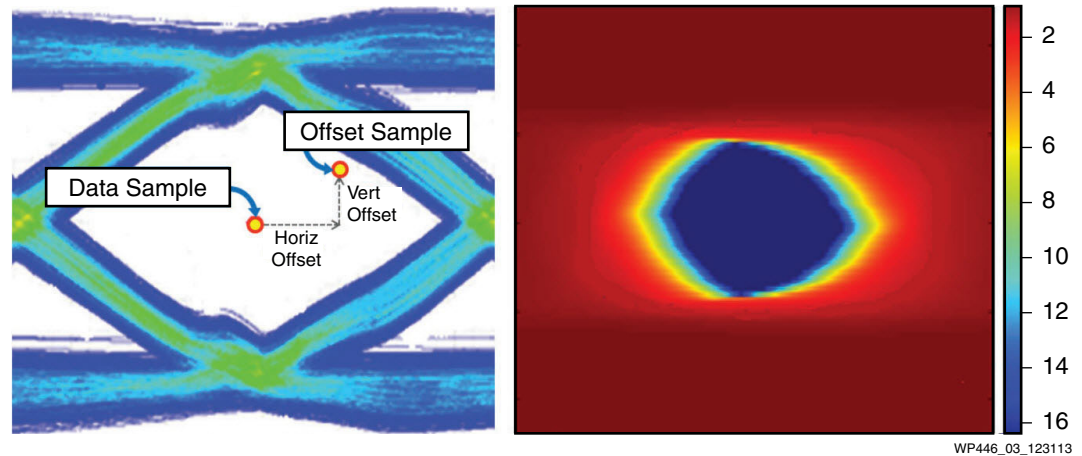 Offset Sample
Data Sample
Vert
Offset
Horiz
Offset
2
4
6
8
10
12
14
16
WP446_03_123113